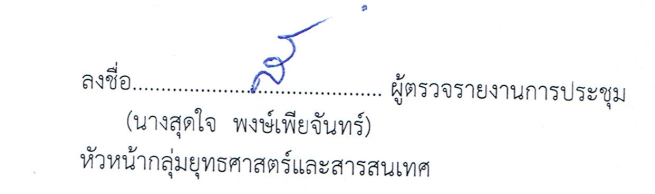 ลงชื่อ............................................. ผู้ตรวจรายงานการประชุม
(นางสุดใจ พงษ์เพียจันทร์)
หัวหน้ากลุ่มยุทธศาสตร์และสารสนเทศ